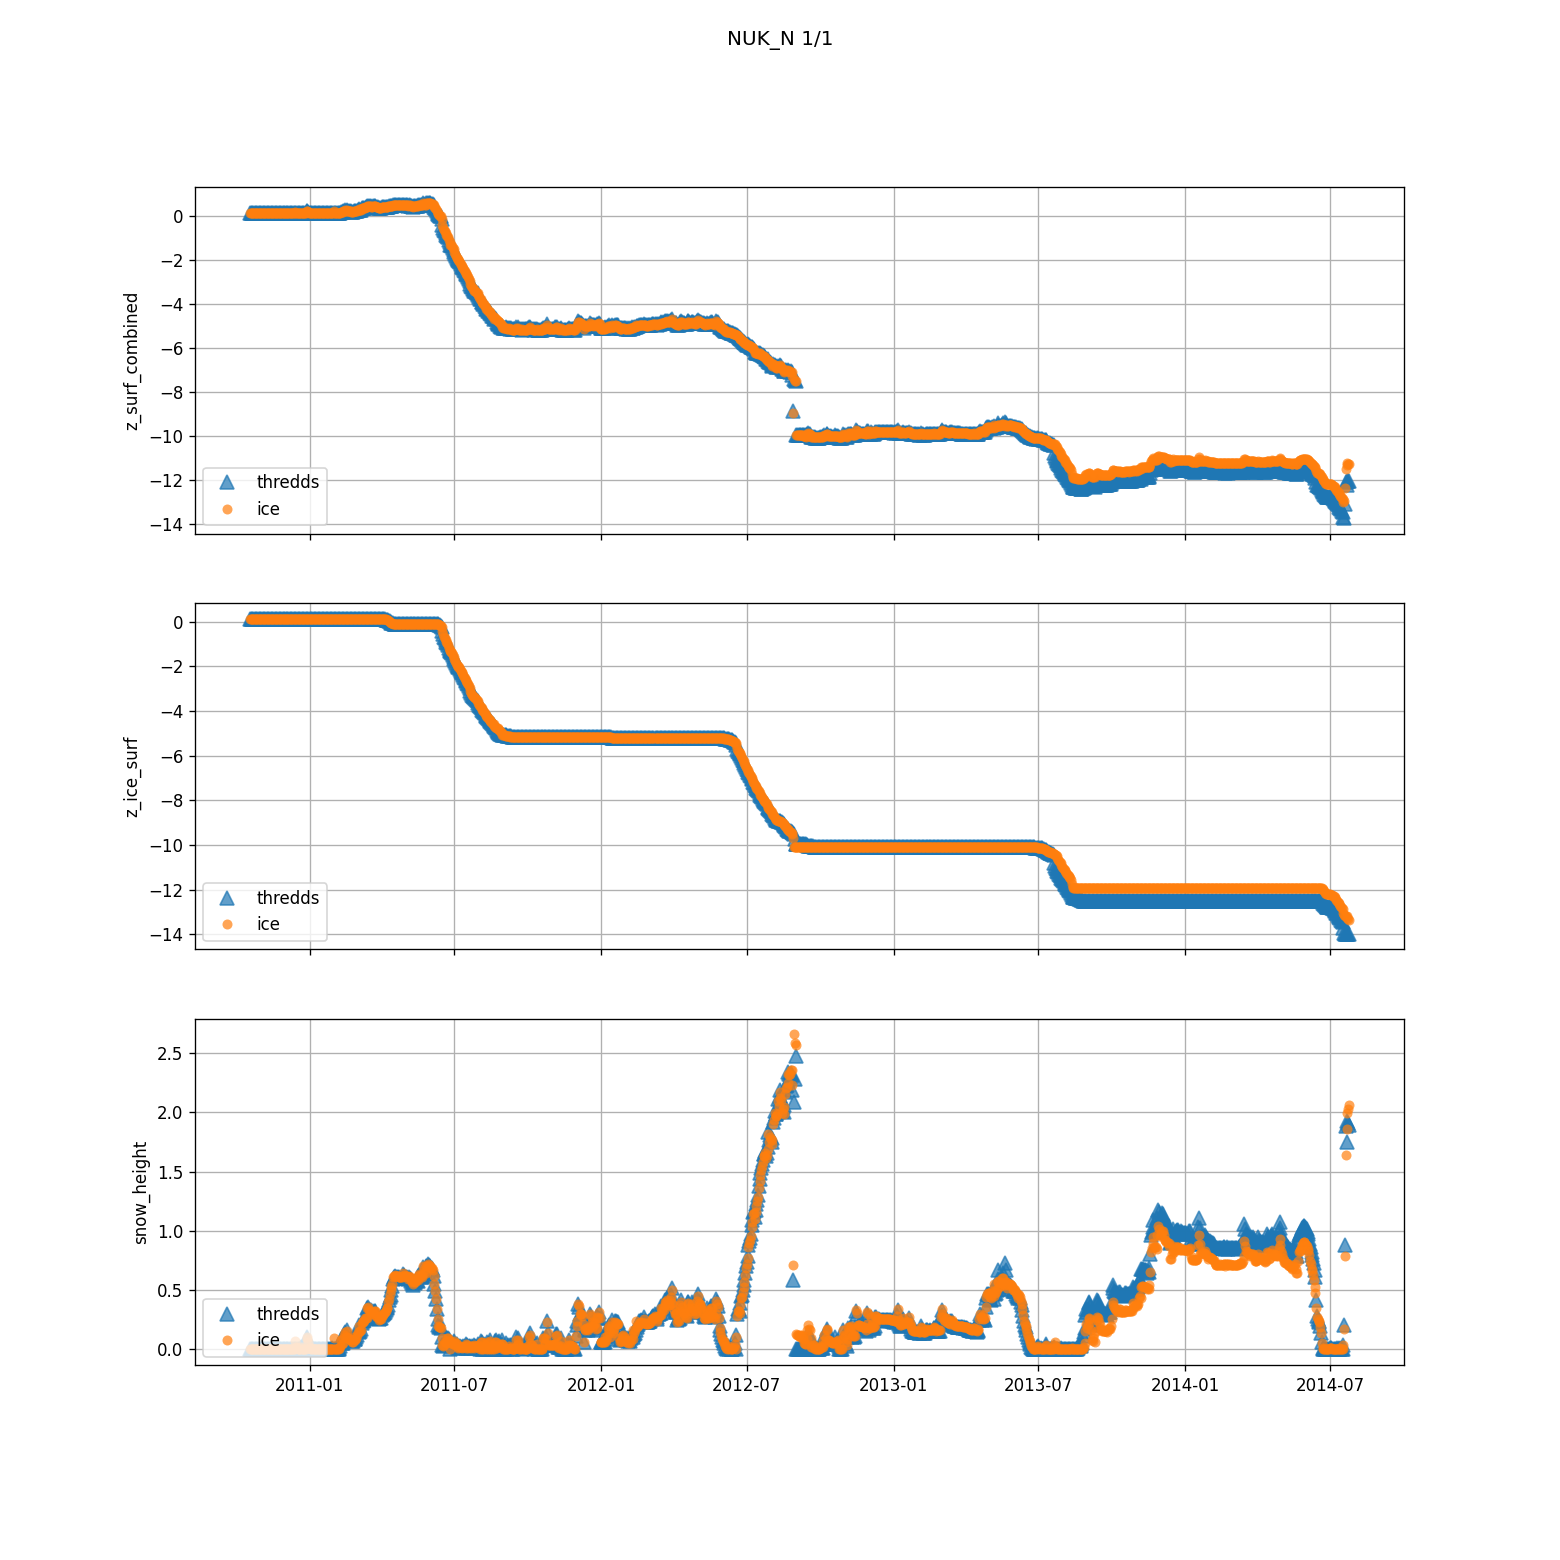 NUK_N 1/1
z_surf_combined
0
−2
−4
−6
−8
−10
−12
−14
thredds
ice
z_ice_surf
0
−2
−4
−6
−8
−10
−12
−14
thredds
ice
snow_height
2.5
2.0
1.5
1.0
0.5
0.0
thredds
ice
2011-01 2011-07 2012-01 2012-07 2013-01 2013-07 2014-01 2014-07